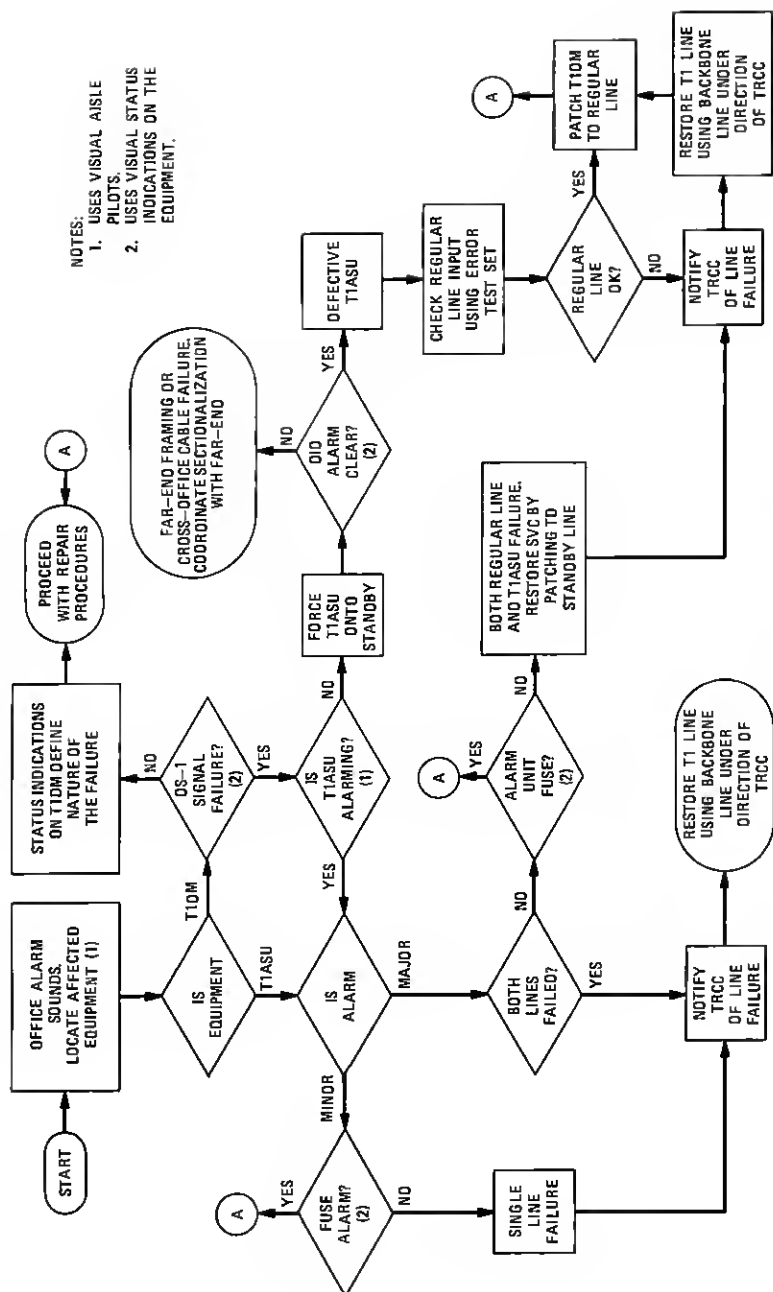 START
OFFICE ALARM
SOUNDS.
LOCATE AFFECTED
EQUIPMENT (1)
STATUS INDICATIONS
ON T1DM DEFINE
NATURE OF
THE FAILURE
PROCEED
WITH REPAIR
PROCEDURES
A
NOTES:
1. USES VISUAL AISLE
PILOTS.
2. USES VISUAL STATUS
INDICATIONS ON THE
EQUIPMENT.
IS
EQUIPMENT
T1DM
T1ASU
DS-1
SIGNAL
FAILURE?
(2)
NO
YES
FAR-END FRAMING OR
CROSS-OFFICE CABLE FAILURE.
COORDINATE SECTIONALIZATION
WITH FAR-END
IS ALARM
MINOR
MAJOR
YES
IS
T1ASU
ALARMING?
(1)
NO
FORCE
T1ASU
ONTO
STANDBY
DID
ALARM
CLEAR?
(2)
NO
YES
DEFECTIVE
T1ASU
CHECK REGULAR
LINE INPUT
USING ERROR
TEST SET
A
YES
FUSE
ALARM?
(2)
NO
BOTH
LINES
FAILED?
NO
YES
A
YES
ALARM
UNIT
FUSE?
(2)
NO
BOTH REGULAR LINE
AND T1ASU FAILURE.
RESTORE SVC BY
PATCHING TO
STANDBY LINE
REGULAR
LINE
OK?
YES
NO
PATCH T1DM
TO REGULAR
LINE
A
SINGLE
LINE
FAILURE
NOTIFY
TRCC
OF LINE
FAILURE
RESTORE T1 LINE
USING BACKBONE
LINE UNDER
DIRECTION OF
TRCC
NOTIFY
TRCC
OF LINE
FAILURE
RESTORE T1 LINE
USING BACKBONE
LINE UNDER
DIRECTION
OF TRCC